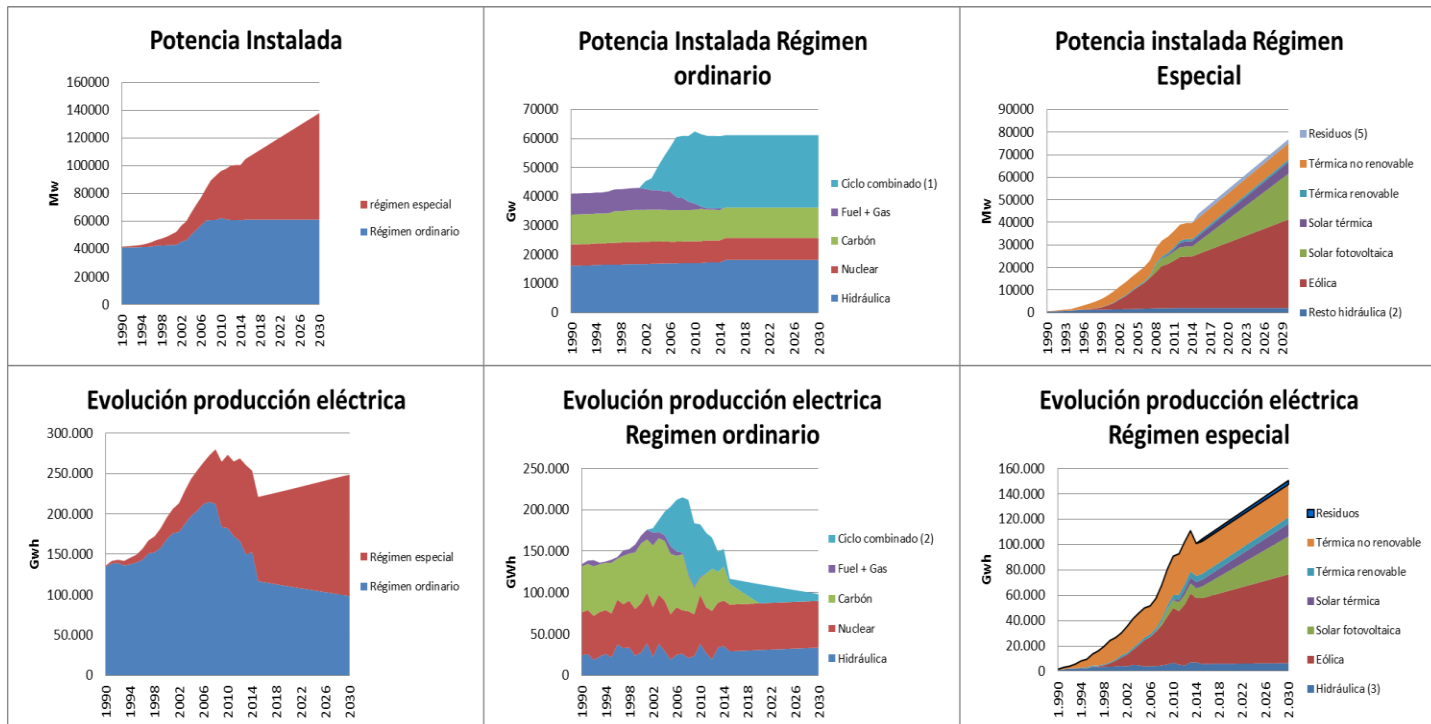 Potencia Instalada
160000
140000
120000
100000
80000
60000
40000
20000
0
Mw
1990
1994
1998
2002
2006
2010
2014
2018
2022
2026
2030
régimen especial
Régimen ordinario
Potencia Instalada Régimen
ordinario
70000
60000
50000
40000
30000
20000
10000
0
Gw
1990
1994
1998
2002
2006
2010
2014
2018
2022
2026
2030
Ciclo combinado (1)
Fuel + Gas
Carbón
Nuclear
Hidráulica
Potencia instalada Régimen
Especial
90000
80000
70000
60000
50000
40000
30000
20000
10000
0
Mw
1990
1993
1996
1999
2002
2005
2008
2011
2014
2017
2020
2023
2026
2029
Residuos (5)
Térmica no renovable
Térmica renovable
Solar térmica
Solar fotovoltaica
Eólica
Resto hidráulica (2)
Evolución producción eléctrica
300.000
250.000
200.000
150.000
100.000
50.000
0
Gwh
1990
1994
1998
2002
2006
2010
2014
2018
2022
2026
2030
Régimen especial
Régimen ordinario
Evolución producción electrica
Regimen ordinario
250.000
200.000
150.000
100.000
50.000
0
GWh
1990
1994
1998
2002
2006
2010
2014
2018
2022
2026
2030
Ciclo combinado (2)
Fuel + Gas
Carbón
Nuclear
Hidráulica
Evolución producción eléctrica
Régimen especial
160.000
140.000
120.000
100.000
80.000
60.000
40.000
20.000
0
Gwh
1.990
1.994
1.998
2.002
2.006
2.010
2.014
2.018
2.022
2.026
2.030
Residuos
Térmica no renovable
Térmica renovable
Solar térmica
Solar fotovoltaica
Eólica
Hidráulica (3)